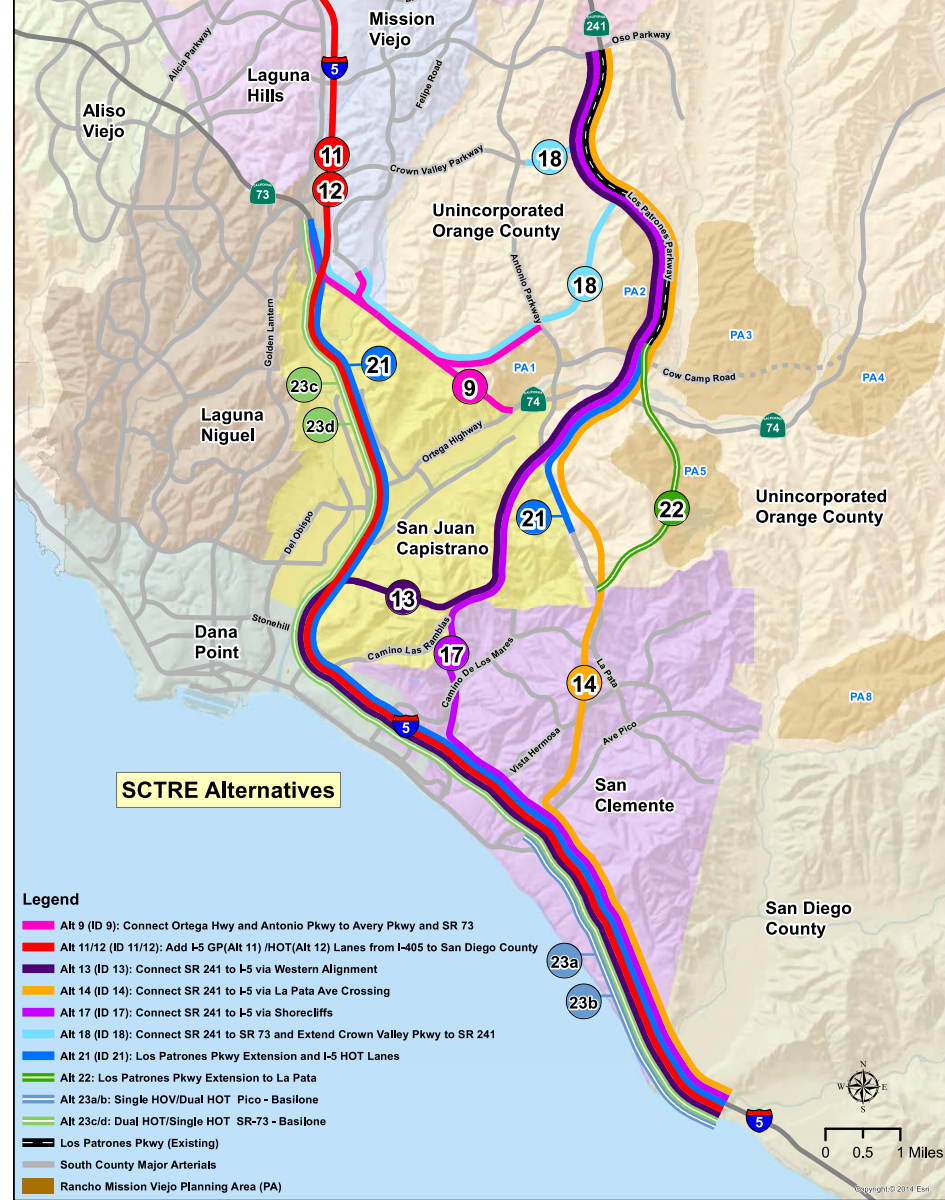 CALIFORNIA
241
Oso Parkway
Mission
Viejo
Alicia Parkway
5
Laguna
Hills
Felipe Road
Aliso
Viejo
11
18
Crown Valley Parkway
12
CALIFORNIA
73
Unincorporated
Orange County
Los Patrones Parkway
Antonio Parkway
18
PA2
Golden Lantern
PA3
21
PA1
Cow Camp Road
PA4
23c
9
CALIFORNIA
74
Laguna
Niguel
23d
CALIFORNIA
74
Ortega Highway
PA5
Unincorporated
Orange County
22
21
Del Obispo
San Juan
Capistrano
13
Stonehill
Dana
Point
Camino Las Ramblas
17
Camino De Los Mares
La Pata
14
PA8
5
Vista Hermosa
Ave Pico
SCTRE Alternatives
San
Clemente
San Diego
County
23a
23b
Legend
Alt 9 (ID 9): Connect Ortega Hwy and Antonio Pkwy to Avery Pkwy and SR 73
Alt 11/12 (ID 11/12): Add I-5 GP(Alt 11) /HOT(Alt 12) Lanes from I-405 to San Diego County
Alt 13 (ID 13): Connect SR 241 to I-5 via Western Alignment
Alt 14 (ID 14): Connect SR 241 to I-5 via La Pata Ave Crossing
Alt 17 (ID 17): Connect SR 241 to I-5 via Shorecliffs
Alt 18 (ID 18): Connect SR 241 to SR 73 and Extend Crown Valley Pkwy to SR 241
Alt 21 (ID 21): Los Patrones Pkwy Extension and I-5 HOT Lanes
Alt 22: Los Patrones Pkwy Extension to La Pata
Alt 23a/b: Single HOV/Dual HOT Pico - Basilone
Alt 23c/d: Dual HOT/Single HOT SR-73 - Basilone
Los Patrones Pkwy (Existing)
South County Major Arterials
Rancho Mission Viejo Planning Area (PA)
N
W E
S
5
0 0.5 1 Miles
Copyright:© 2014 Esri